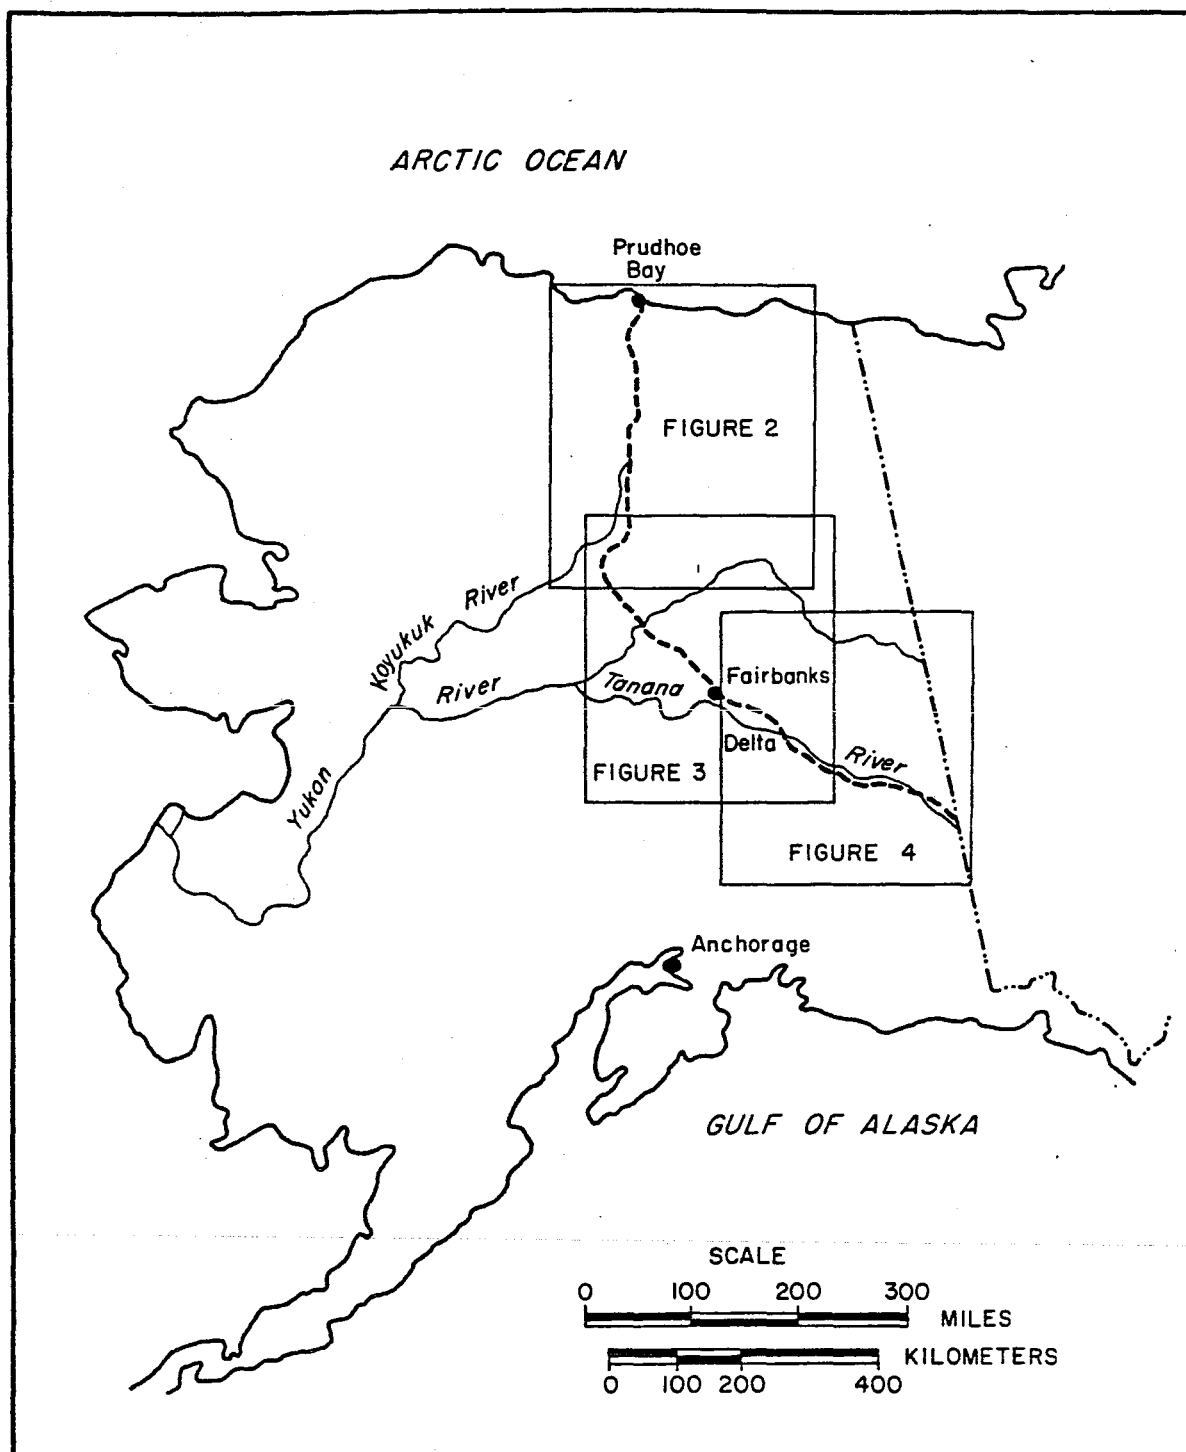 ARCTIC OCEAN
Prudhoe
Bay
FIGURE 2
Koyukuk River
River
Tanana
Fairbanks
Delta
River
FIGURE 3
Yukon
FIGURE 4
Anchorage
GULF OF ALASKA
SCALE
0 100 200 300
MILES
KILOMETERS
0 100 200 400